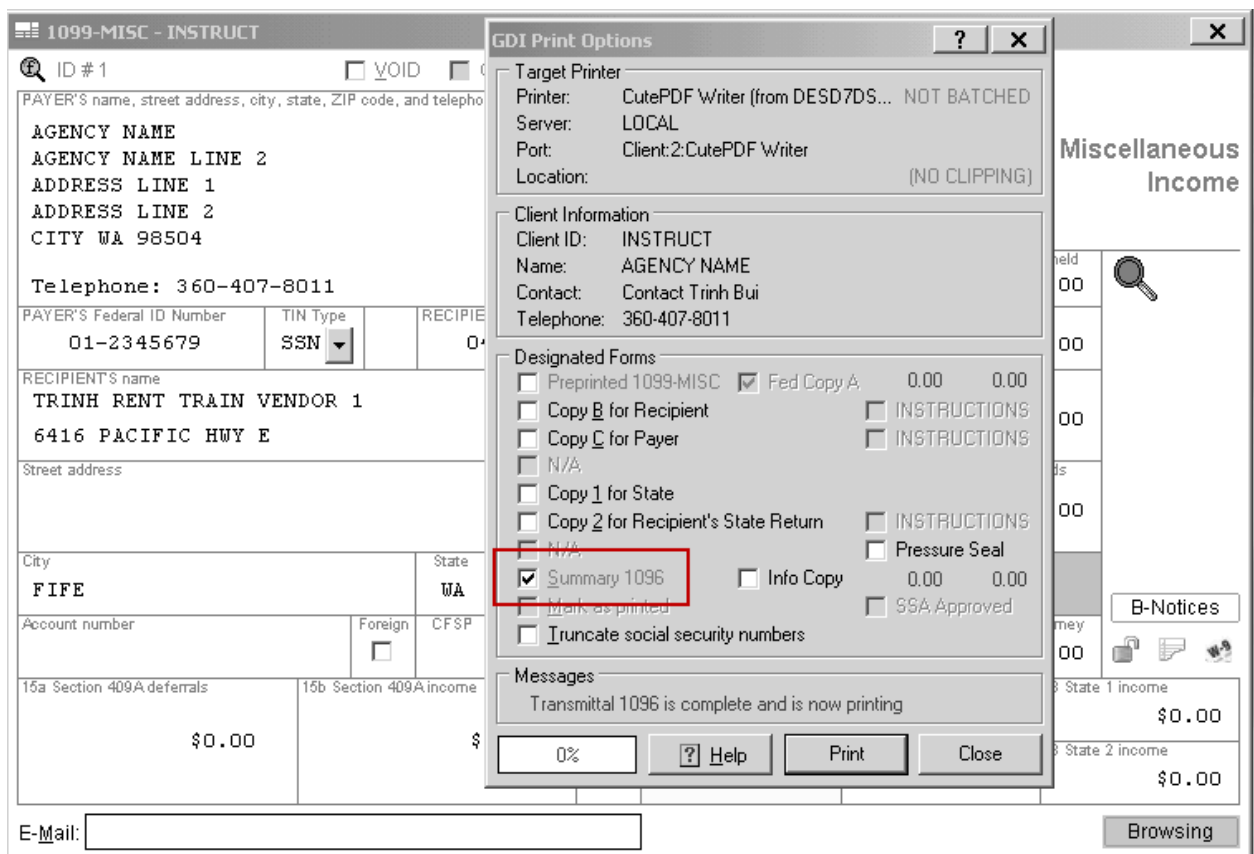 1099-MISC - INSTRUCT
ID # 1
VOID
PAYER'S name, street address, city, state, ZIP code, and telepho
AGENCY NAME
AGENCY NAME LINE 2
ADDRESS LINE 1
ADDRESS LINE 2
CITY WA 98504
Telephone: 360-407-8011
PAYER'S Federal ID Number
01-2345679
TIN Type
SSN
RECIPIE
RECIPIENT'S name
TRINH RENT TRAIN VENDOR 1
6416 PACIFIC HWY E
Street address
City
FIFE
State
WA
Account number
Foreign
CFSP
15a Section 409A deferrals
$0.00
15b Section 409A income
$
E-Mail:
GDI Print Options
? X
Target Printer
Printer: CutePDF Writer (from DESD7DS... NOT BATCHED
Server: LOCAL
Port: Client:2:CutePDF Writer
Location: (NO CLIPPING)
Client Information
Client ID: INSTRUCT
Name: AGENCY NAME
Contact: Contact Trinh Bui
Telephone: 360-407-8011
Designated Forms
Preprinted 1099-MISC Fed Copy A 0.00 0.00
Copy B for Recipient INSTRUCTIONS
Copy C for Payer INSTRUCTIONS
N/A
Copy 1 for State
Copy 2 for Recipient's State Return INSTRUCTIONS
N/A Pressure Seal
Summary 1096 Info Copy 0.00 0.00
Mark as printed SSA Approved
Truncate social security numbers
Messages
Transmittal 1096 is complete and is now printing
0% ? Help Print Close
X
Miscellaneous
Income
held
00
00
00
ds
00
B-Notices
rney
00
W-9
State 1 income
$0.00
State 2 income
$0.00
Browsing